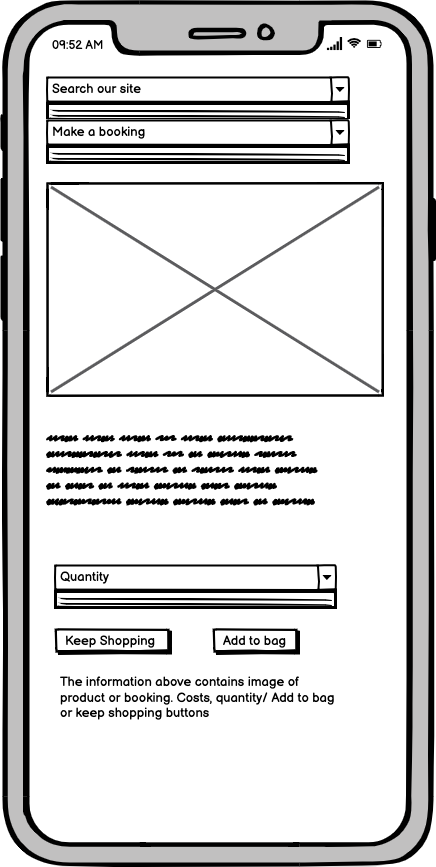 09:52 AM
Search our site
Make a booking
Quantity
Keep Shopping
Add to bag
The information above contains image of
product or booking. Costs, quantity/ Add to bag
or keep shopping buttons